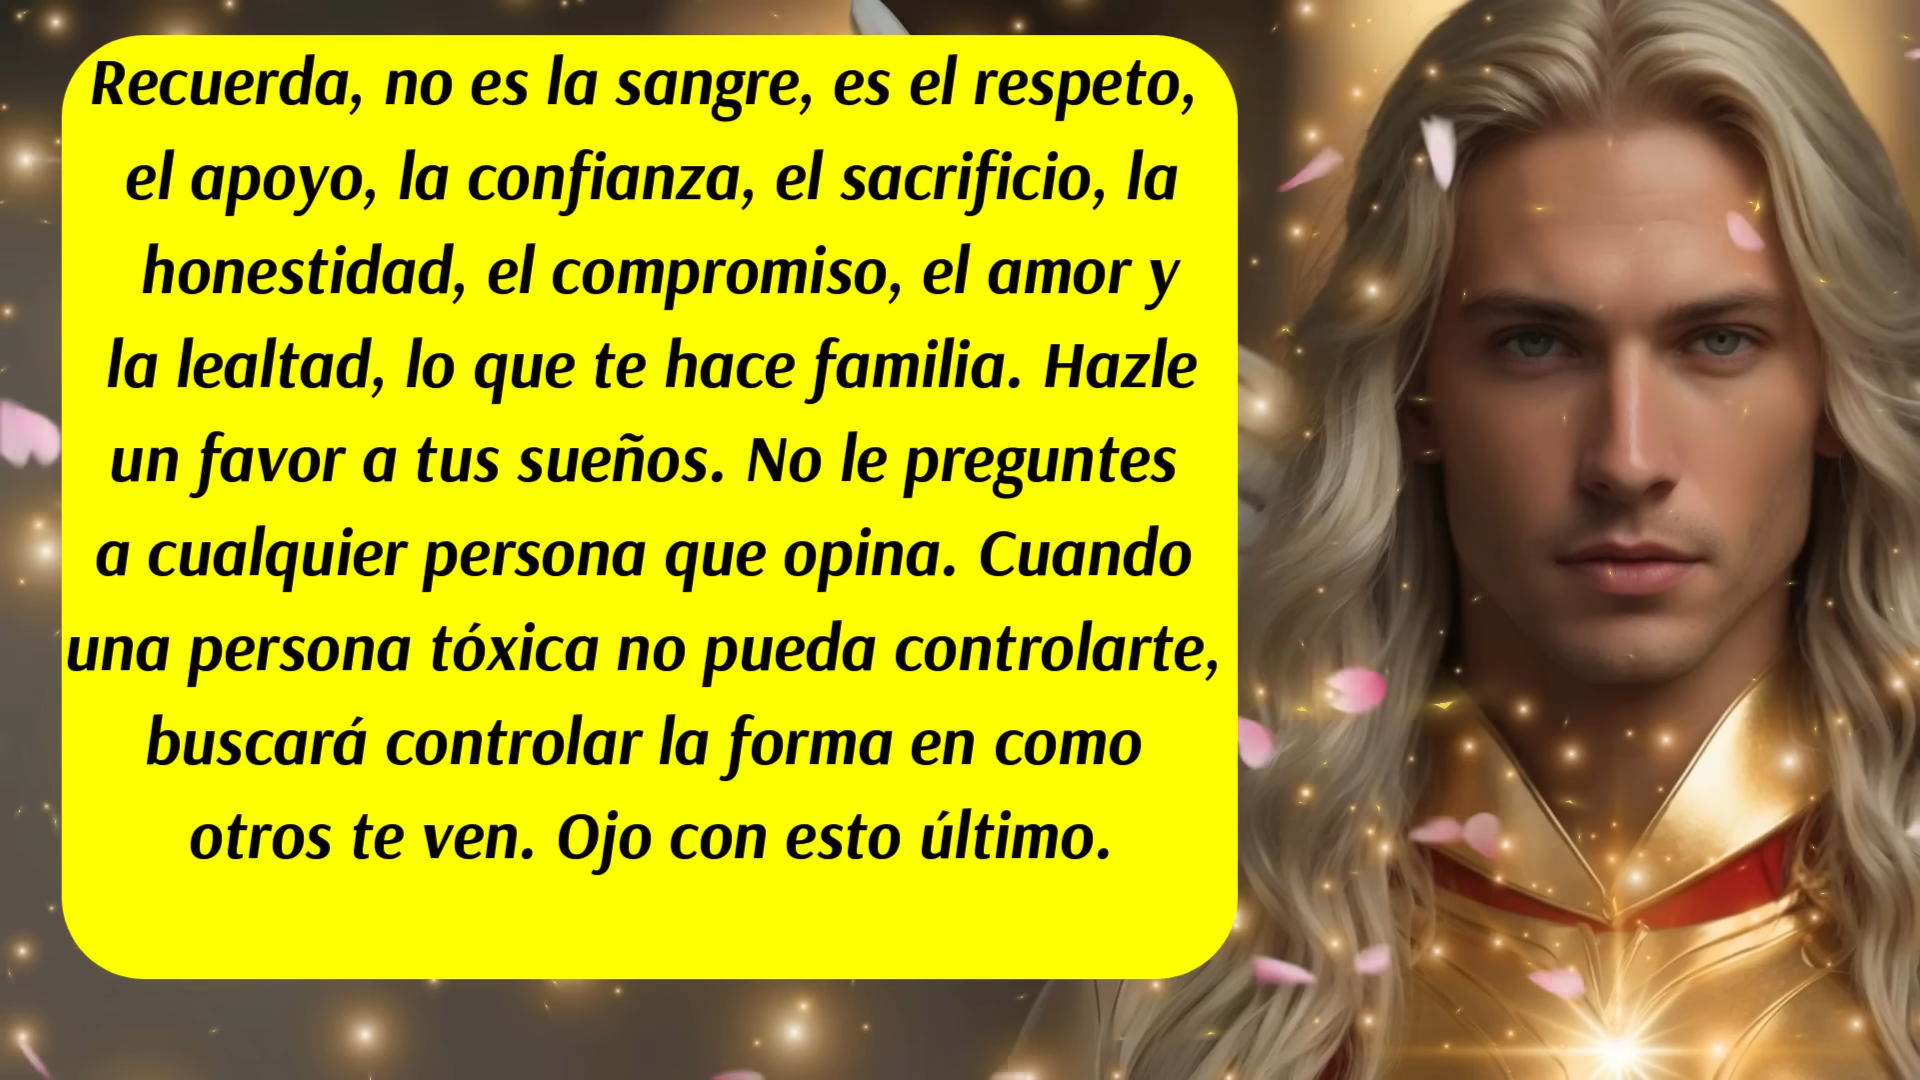 Recuerda, no es la sangre, es el respeto,
el apoyo, la confianza, el sacrificio, la
honestidad, el compromiso, el amor y
la lealtad, lo que te hace familia. Hazle
un favor a tus sueños. No le preguntes
a cualquier persona que opina. Cuando
una persona tóxica no pueda controlarte,
buscará controlar la forma en como
otros te ven. Ojo con esto último.